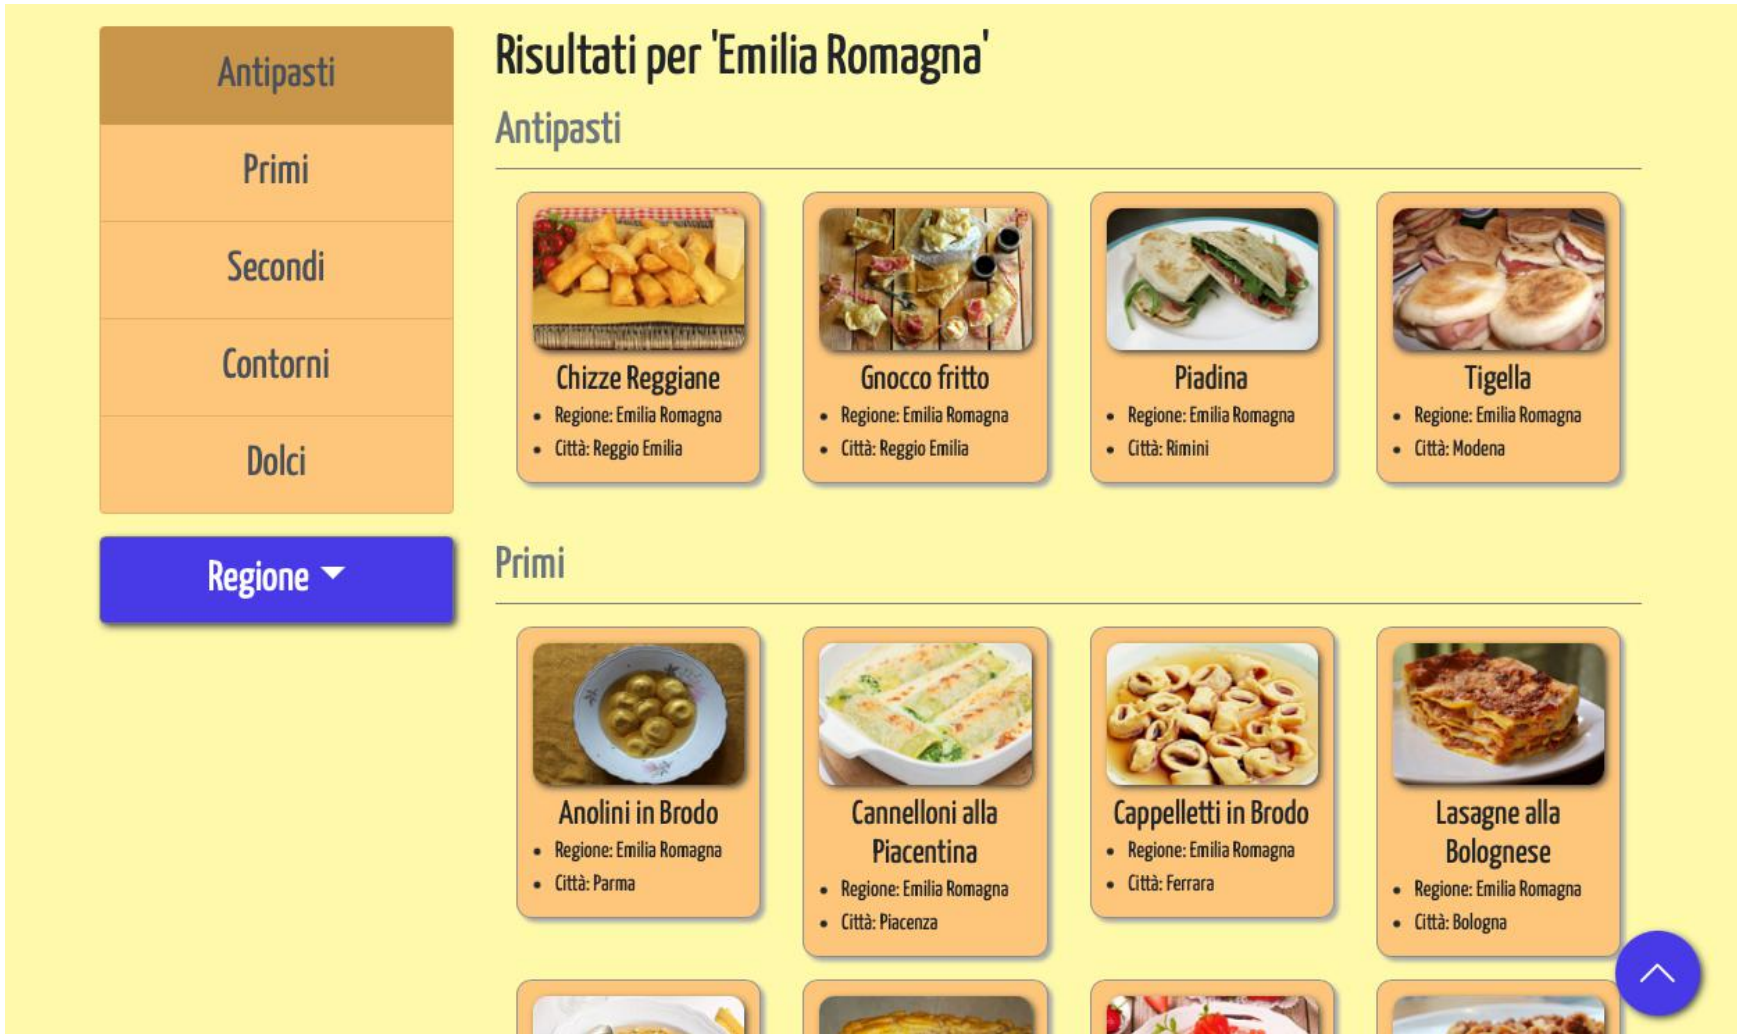 Antipasti
Primi
Secondi
Contorni
Dolci
Regione
Risultati per 'Emilia Romagna'
Antipasti
Chizze Reggiane
Regione: Emilia Romagna
Città: Reggio Emilia
Gnocco fritto
Regione: Emilia Romagna
Città: Reggio Emilia
Piadina
Regione: Emilia Romagna
Città: Rimini
Tigella
Regione: Emilia Romagna
Città: Modena
Primi
Anolini in Brodo
Regione: Emilia Romagna
Città: Parma
Cannelloni alla
Piacentina
Regione: Emilia Romagna
Città: Piacenza
Cappelletti in Brodo
Regione: Emilia Romagna
Città: Ferrara
Lasagne alla
Bolognese
Regione: Emilia Romagna
Città: Bologna